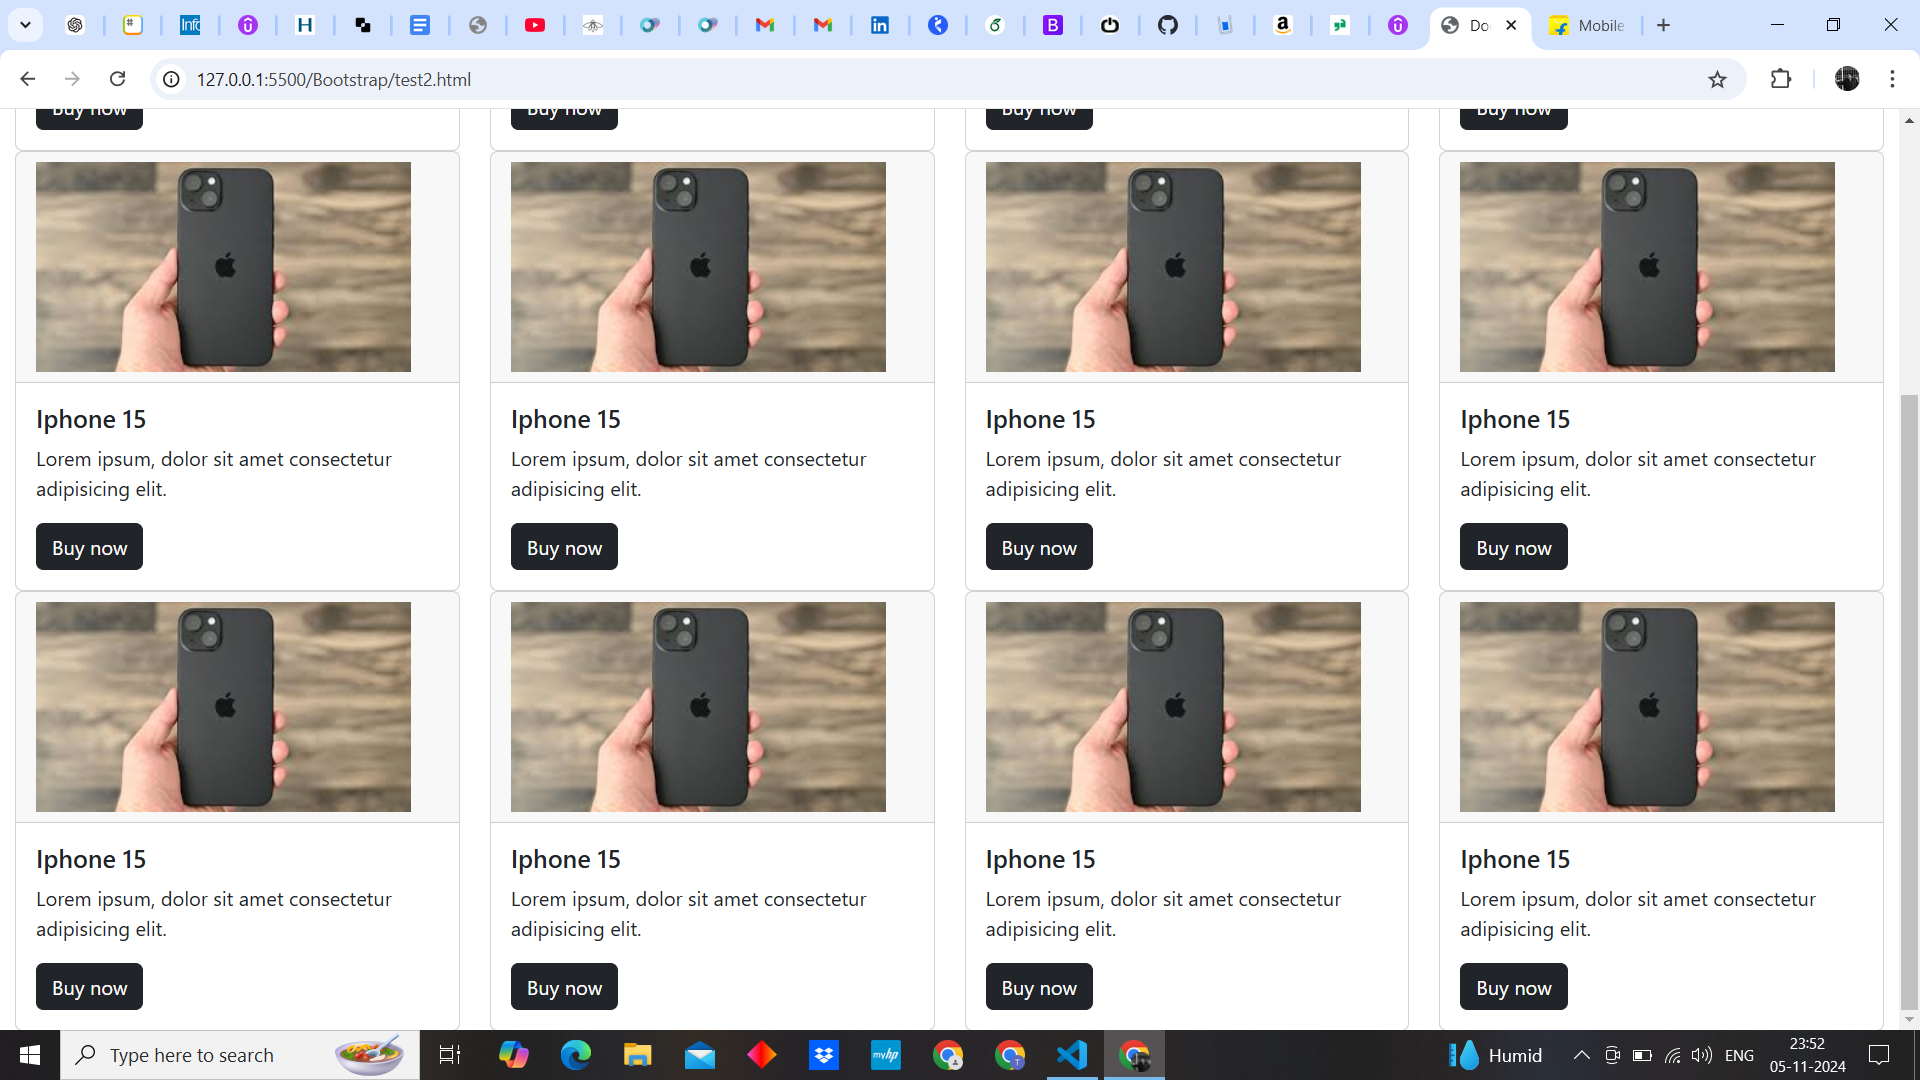 Info
H
B
a
Do
Mobile
127.0.0.1:5500/Bootstrap/test2.html
Buy now Buy now Buy now Buy now
Iphone 15 Iphone 15 Iphone 15 Iphone 15
Lorem ipsum, dolor sit amet consectetur Lorem ipsum, dolor sit amet consectetur Lorem ipsum, dolor sit amet consectetur Lorem ipsum, dolor sit amet consectetur
adipisicing elit. adipisicing elit. adipisicing elit. adipisicing elit.
Buy now Buy now Buy now Buy now
Iphone 15 Iphone 15 Iphone 15 Iphone 15
Lorem ipsum, dolor sit amet consectetur Lorem ipsum, dolor sit amet consectetur Lorem ipsum, dolor sit amet consectetur Lorem ipsum, dolor sit amet consectetur
adipisicing elit. adipisicing elit. adipisicing elit. adipisicing elit.
Buy now Buy now Buy now Buy now
Type here to search
myhp
T
Humid
ENG
23:52
05-11-2024